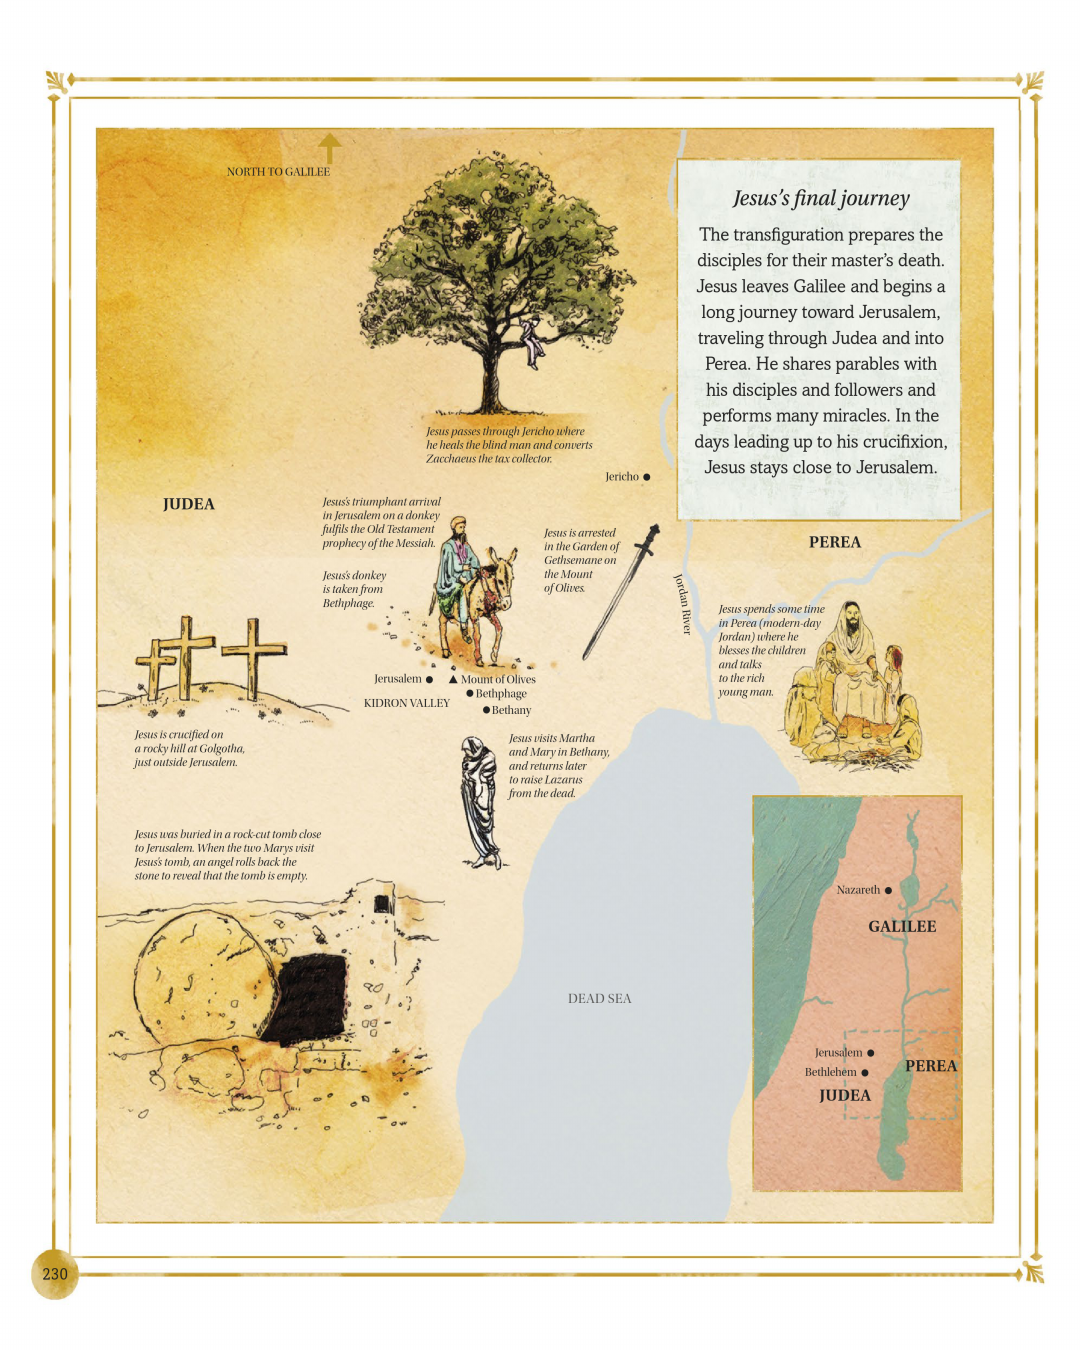 NORTH TO GALILEE
Jesus's final journey
The transfiguration prepares the
disciples for their master's death.
Jesus leaves Galilee and begins a
long journey toward Jerusalem,
traveling through Judea and into
Perea. He shares parables with
his disciples and followers and
performs many miracles. In the
days leading up to his crucifixion,
Jesus stays close to Jerusalem.
Jesus passes through Jericho where
he heals the blind man and converts
Zacchaeus the tax collector.
Jericho
JUDEA
Jesus's triumphant arrival
in Jerusalem on a donkey
fulfils the Old Testament
prophecy of the Messiah.
Jesus's donkey
is taken from
Bethphage.
Jesus is arrested
in the Garden of
Gethsemane on
the Mount
of Olives.
PEREA
Jordan River
Jesus spends some time
in Perea (modern-day
Jordan) where he
blesses the children
and talks
to the rich
young man.
Jerusalem
Mount of Olives
Bethphage
KIDRON VALLEY
Bethany
Jesus is crucified on
a rocky hill at Golgotha,
just outside Jerusalem.
Jesus visits Martha
and Mary in Bethany,
and returns later
to raise Lazarus
from the dead.
Jesus was buried in a rock-cut tomb close
to Jerusalem. When the two Marys visit
Jesus's tomb, an angel rolls back the
stone to reveal that the tomb is empty.
DEAD SEA
Nazareth
GALILEE
Jerusalem
Bethlehem
PEREA
JUDEA
230